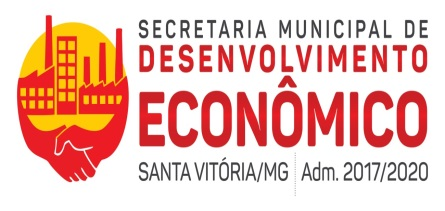 SECRETARIA MUNICIPAL DE
DESENVOLVIMENTO
ECONÔMICO
SANTA VITÓRIA/MG Adm. 2017/2020